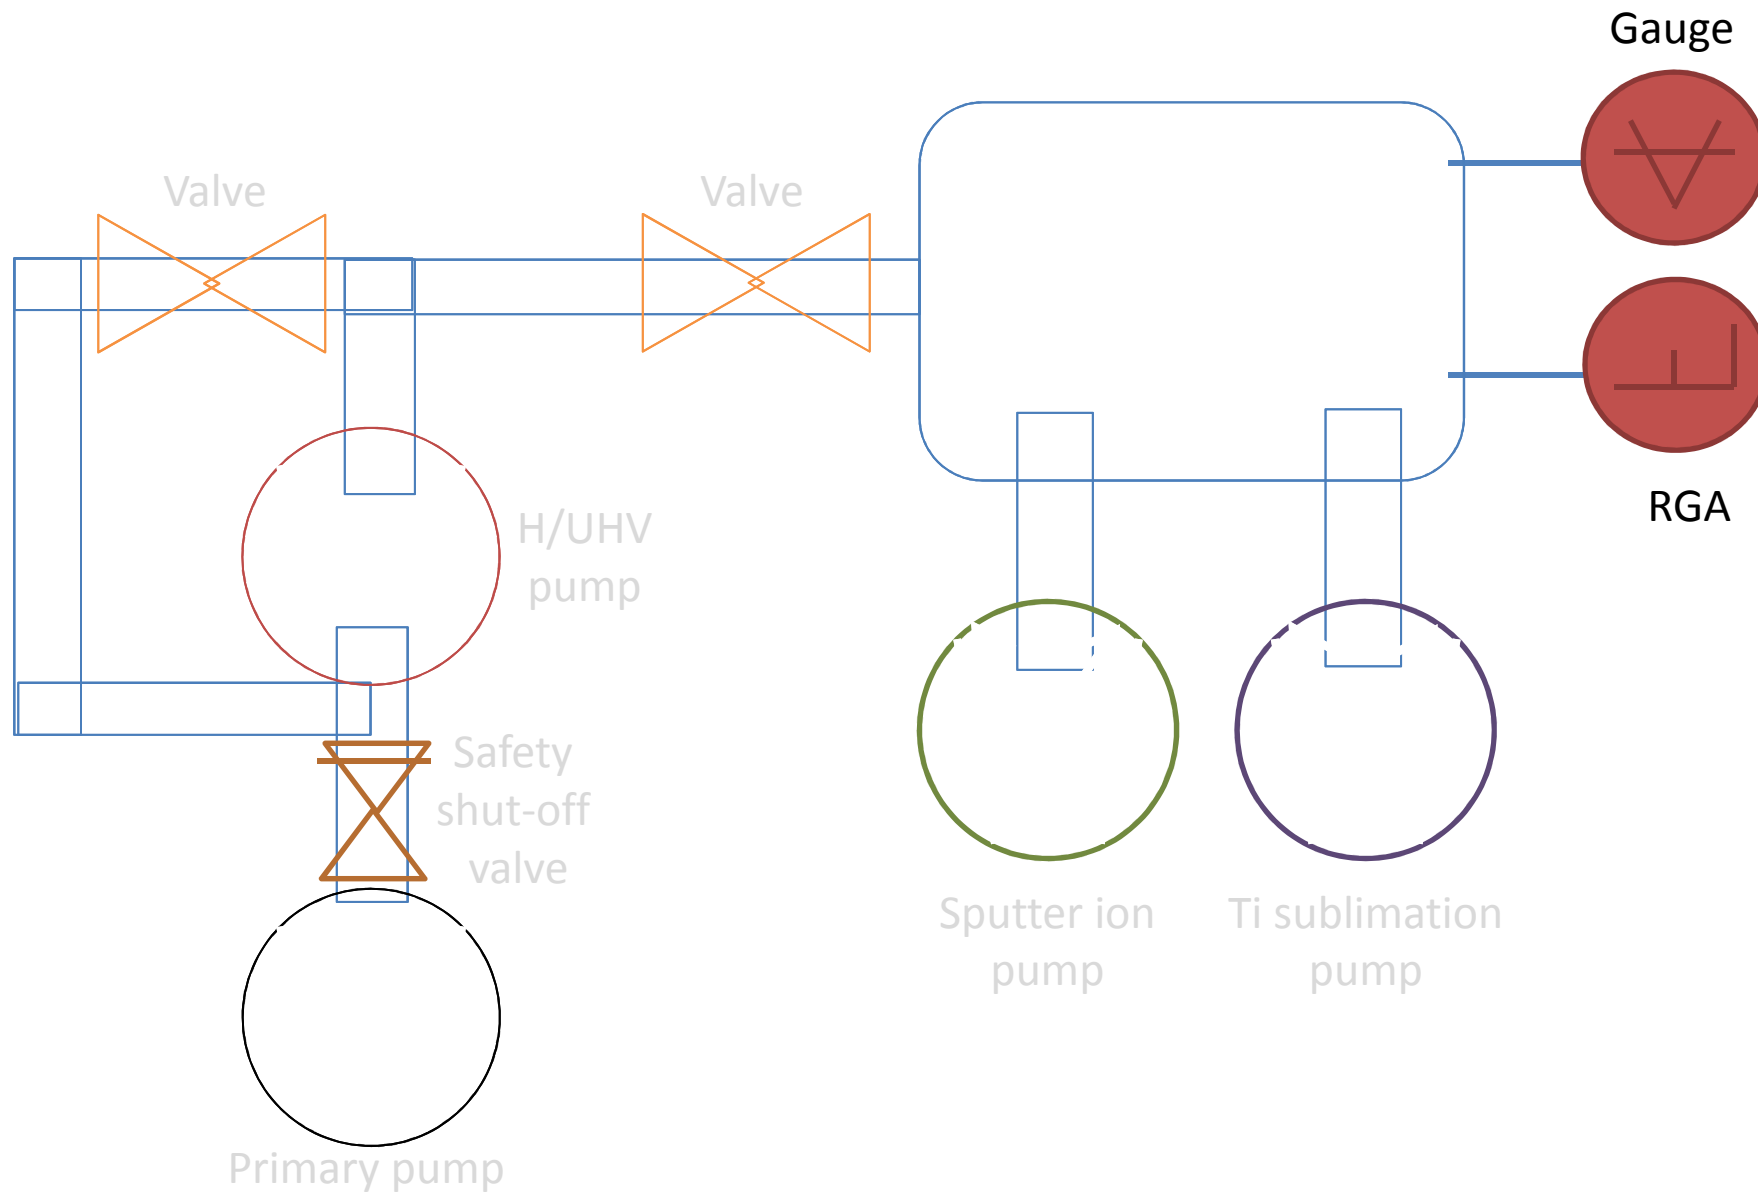 Gauge
Valve
Valve
RGA
H/UHV
pump
Safety
shut-off
valve
Sputter ion
pump
Ti sublimation
pump
Primary pump